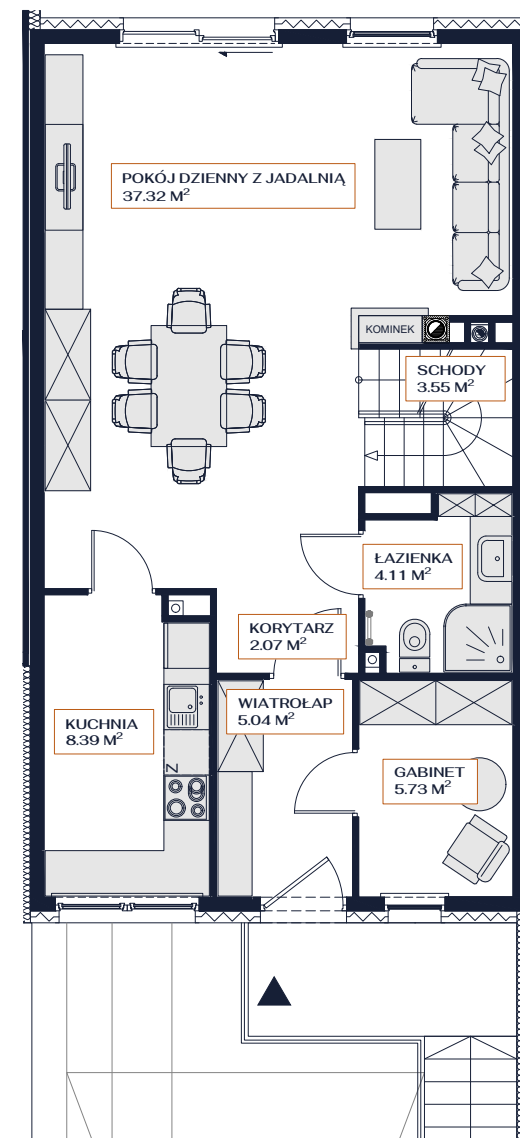 POKÓJ DZIENNY Z JADALNIĄ
37.32 M²
KOMINEK
SCHODY
3.55 M²
ŁAZIENKA
4.11 M²
KORYTARZ
2.07 M²
WIATROŁAP
5.04 M²
KUCHNIA
8.39 M²
Z
GABINET
5.73 M²